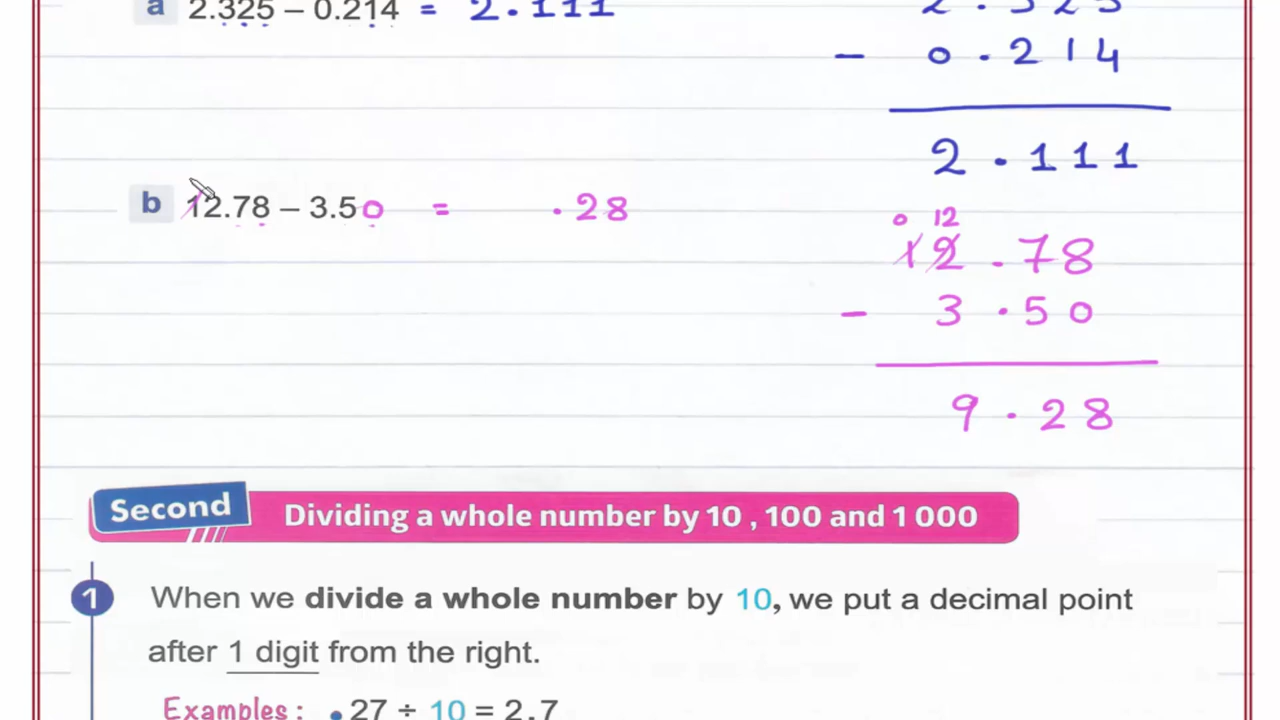 a 2.325 – 0.214 = 2.111
2.325
– 0.214
2.111
b 12.78 – 3.50 = .28
0 12
12.78
– 3.50
9.28
Second Dividing a whole number by 10 , 100 and 1 000
1 When we divide a whole number by 10, we put a decimal point
after 1 digit from the right.
Examples : • 27 ÷ 10 = 2.7